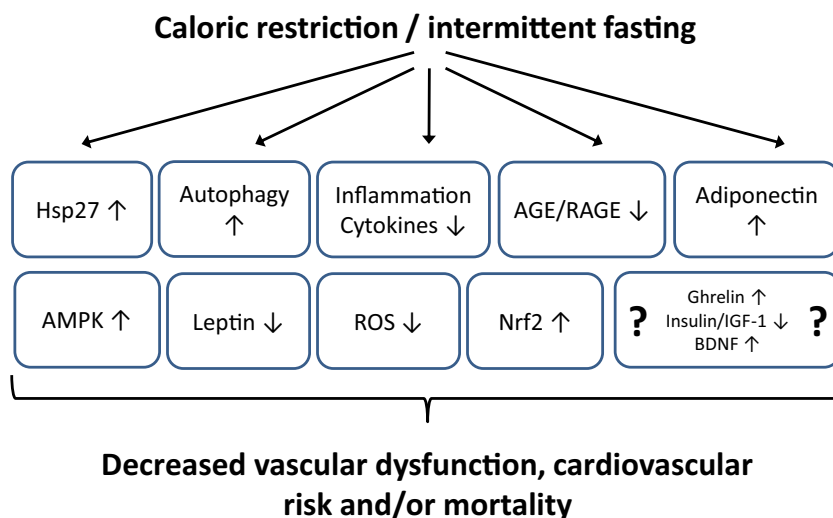 Caloric restriction / intermittent fasting
Hsp27 ↑
Autophagy
↑
Inflammation
Cytokines ↓
AGE/RAGE ↓
Adiponectin
↑
AMPK ↑
Leptin ↓
ROS ↓
Nrf2 ↑
?
Ghrelin ↑
Insulin/IGF-1 ↓
BDNF ↑
?
Decreased vascular dysfunction, cardiovascular
risk and/or mortality